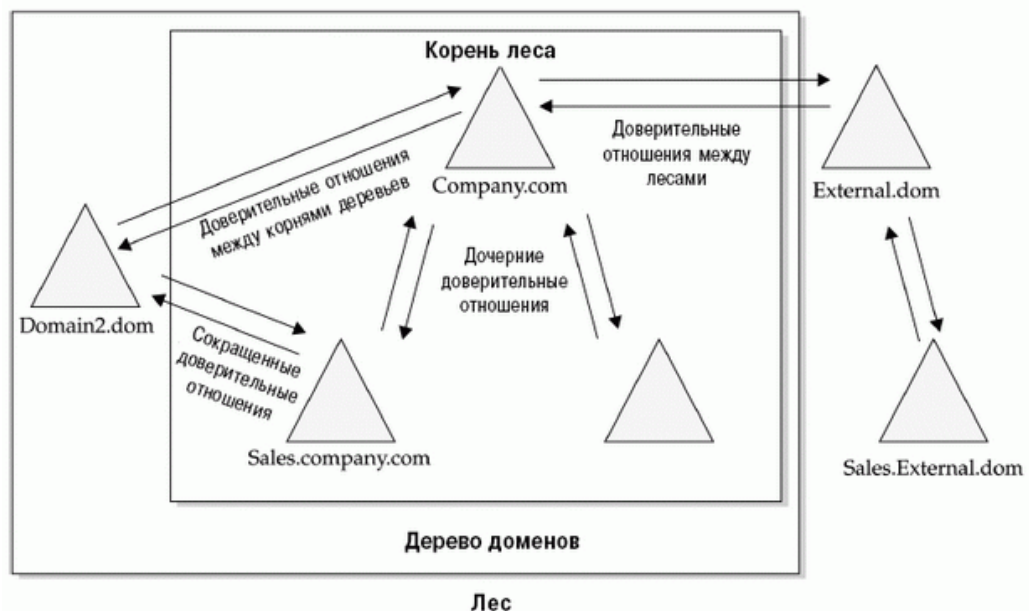 Корень леса
Company.com
Доверительные
отношения между
лесами
External.dom
Доверительные отношения
между корнями деревьев
Дочерние
доверительные
отношения
Domain2.dom
Сокращенные
доверительные
отношения
Sales.company.com
Sales.External.dom
Дерево доменов
Лес